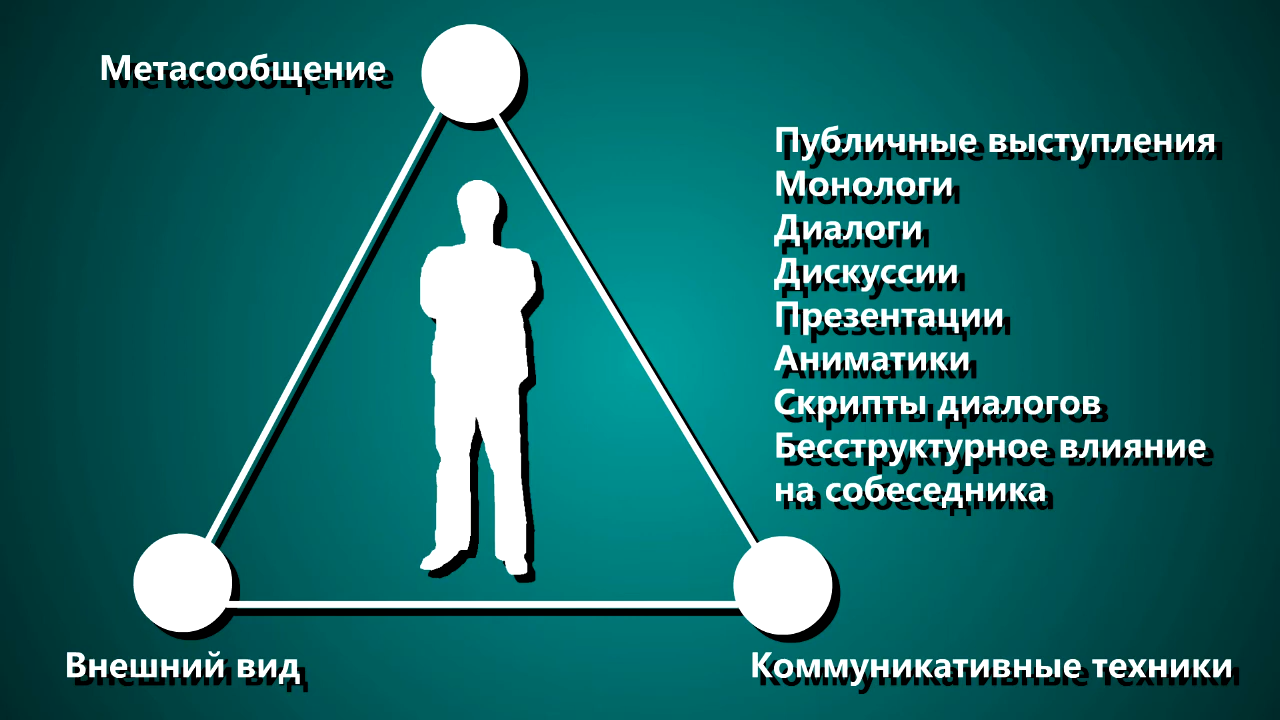 Метасообщение
Публичные выступления
Монологи
Диалоги
Дискуссии
Презентации
Аниматики
Скрипты диалогов
Бесструктурное влияние
на собеседника
Внешний вид
Коммуникативные техники